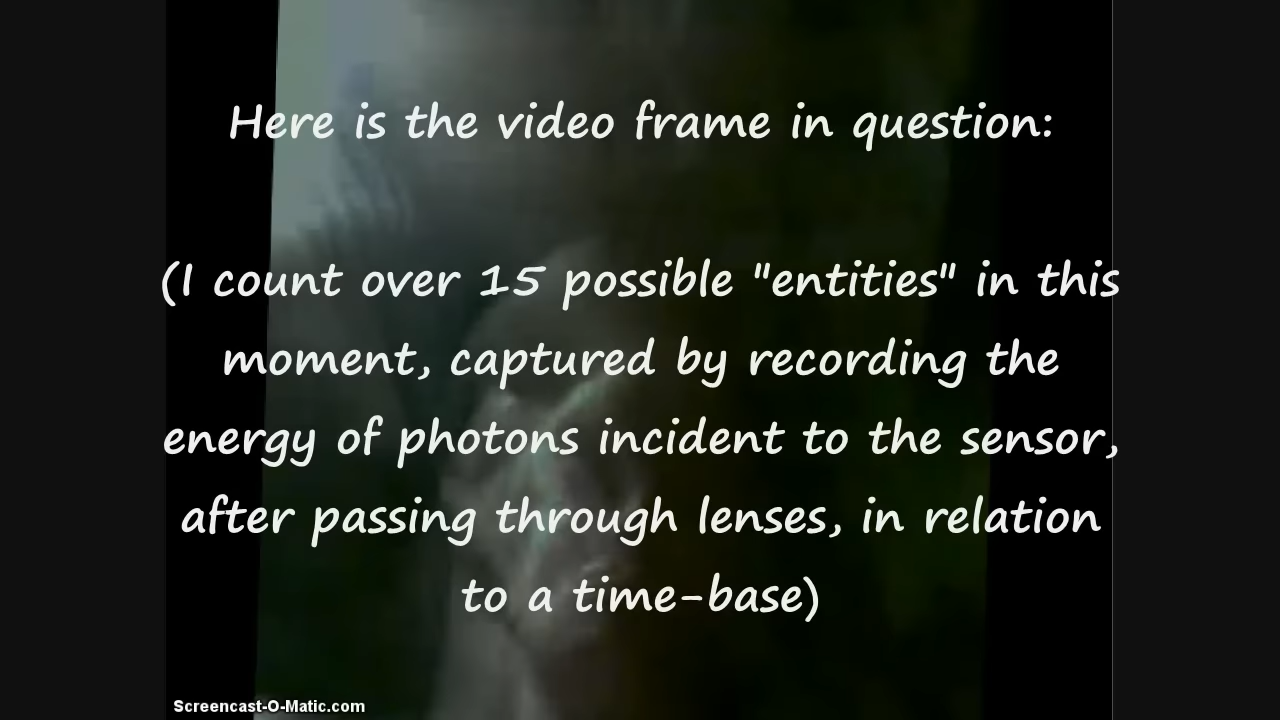 Here is the video frame in question:
(I count over 15 possible "entities" in this
moment, captured by recording the
energy of photons incident to the sensor,
after passing through lenses, in relation
to a time-base)
Screencast-O-Matic.com